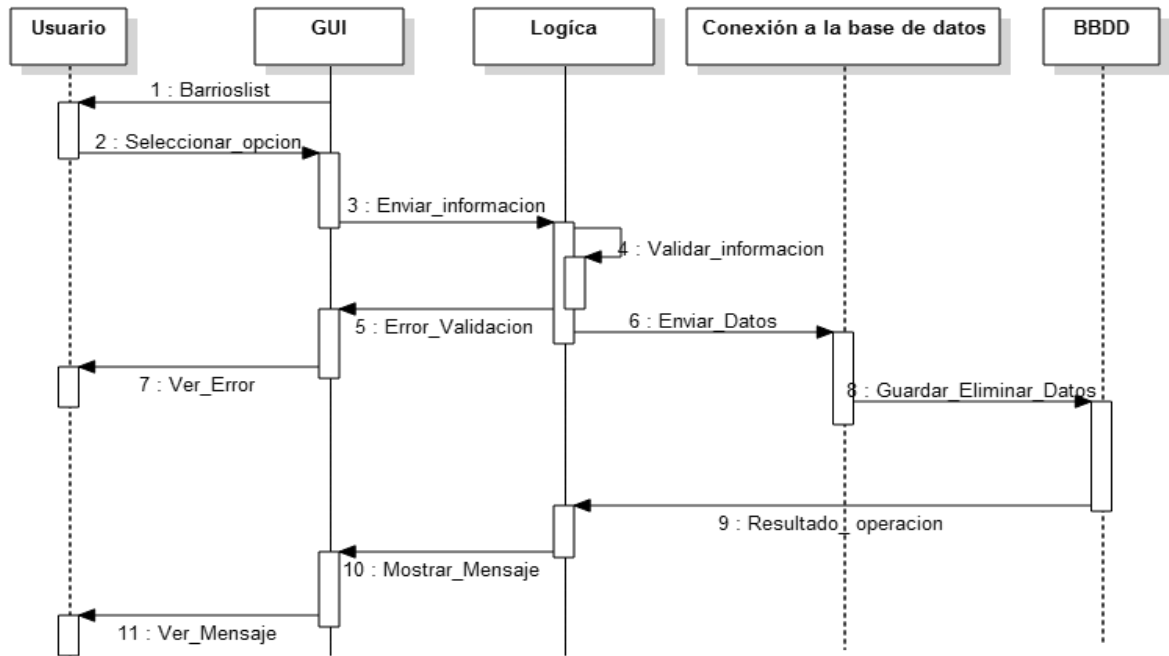 Usuario
GUI
Logíca
Conexión a la base de datos
BBDD
1 : Barrioslist
2 : Seleccionar_opcion
3 : Enviar_informacion
4 : Validar_informacion
5 : Error_Validacion
6 : Enviar_Datos
7 : Ver_Error
8 : Guardar_Eliminar_Datos
9 : Resultado_ operacion
10 : Mostrar_Mensaje
11 : Ver_Mensaje